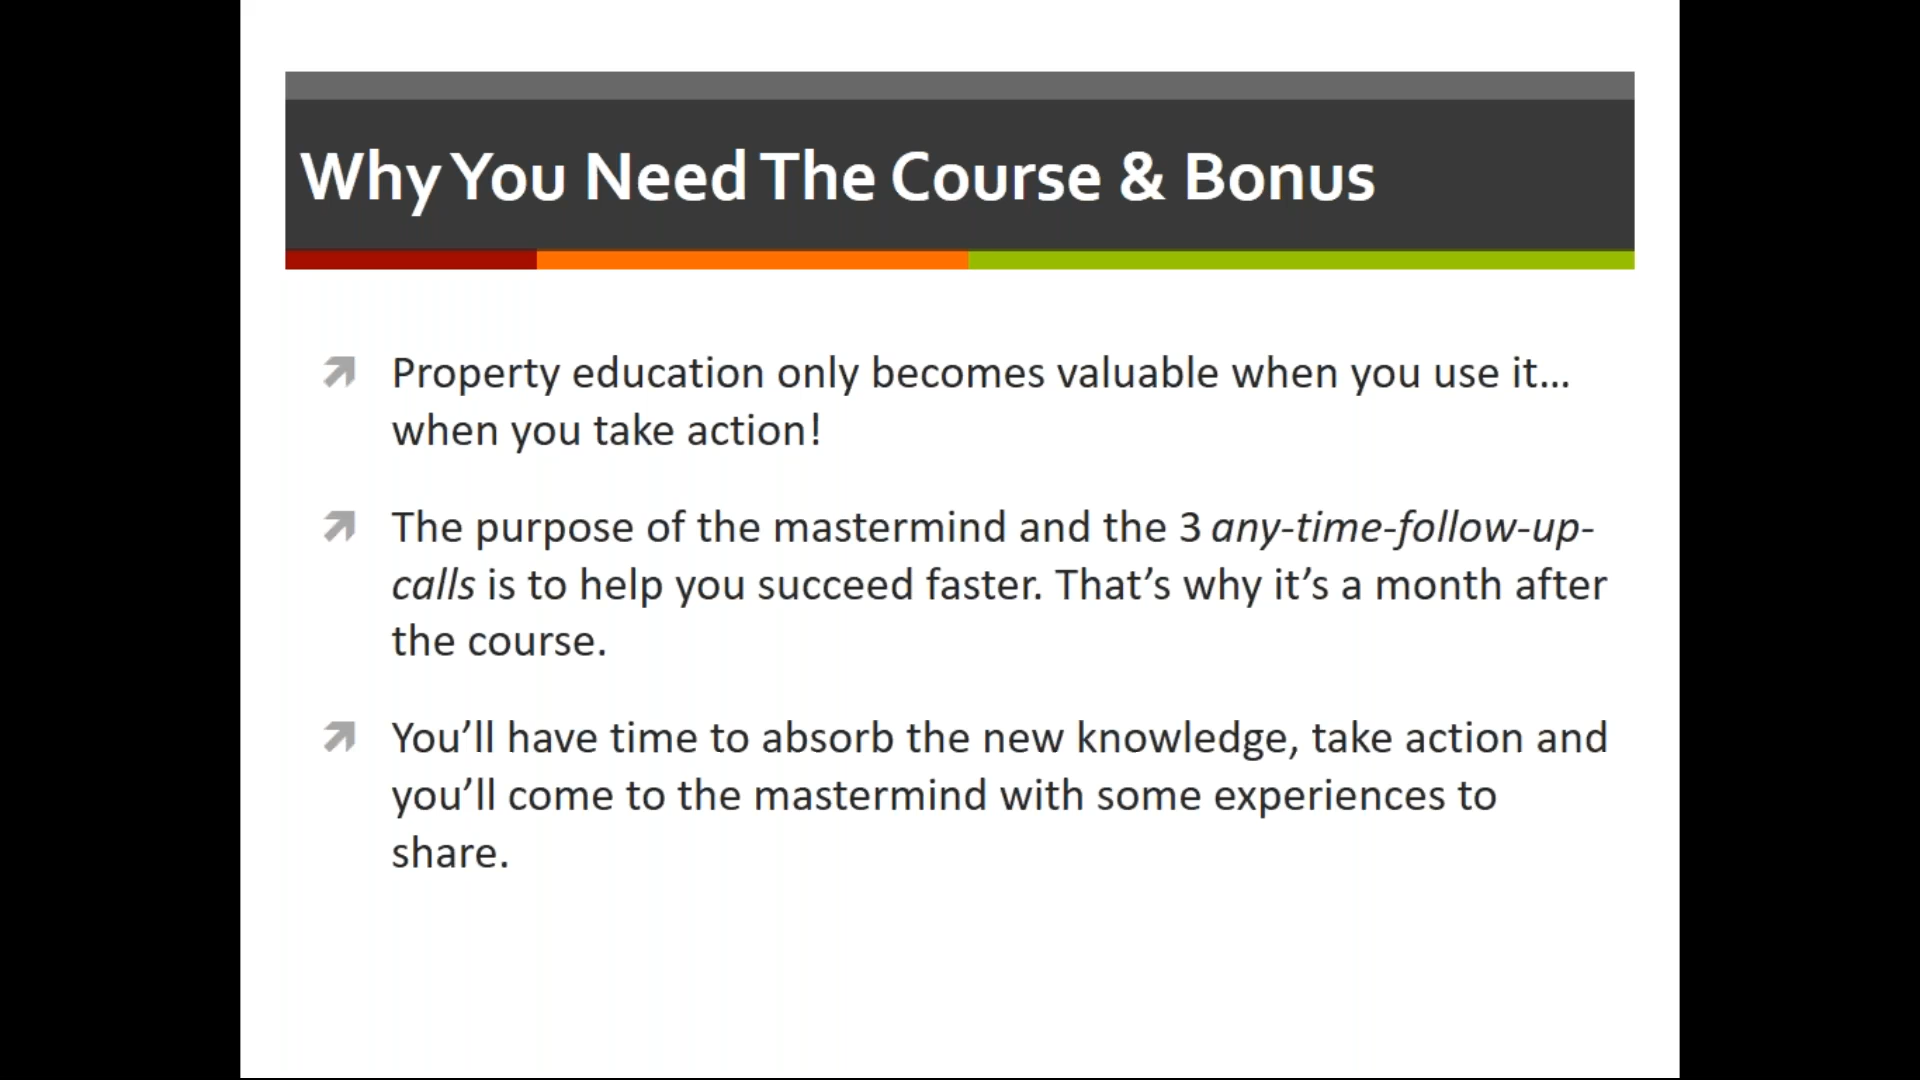 Why You Need The Course & Bonus
Property education only becomes valuable when you use it...
when you take action!
The purpose of the mastermind and the 3 any-time-follow-up-
calls is to help you succeed faster. That’s why it’s a month after
the course.
You’ll have time to absorb the new knowledge, take action and
you’ll come to the mastermind with some experiences to
share.